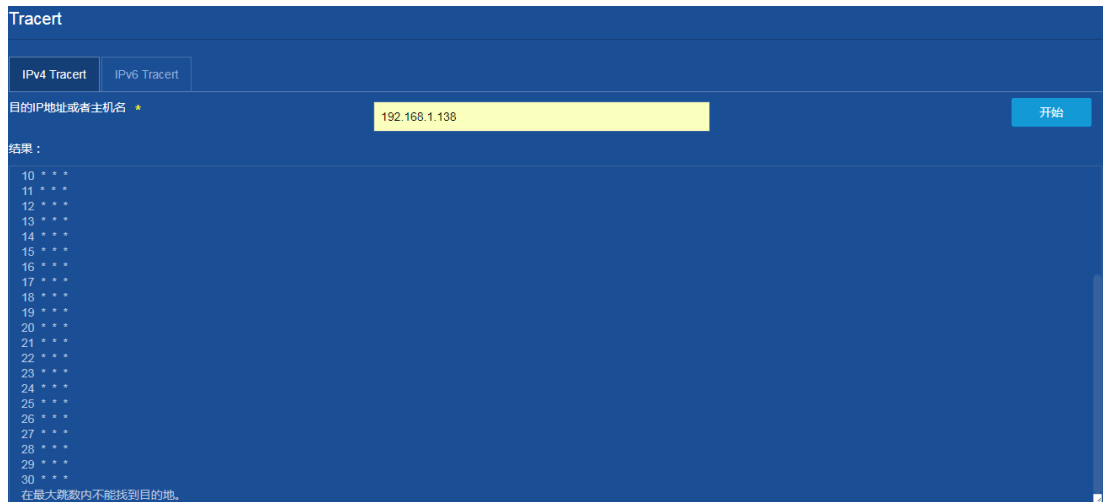 Tracert
IPv4 Tracert IPv6 Tracert
目的IP地址或者主机名 * 192.168.1.138 开始
结果：
10 * * *
11 * * *
12 * * *
13 * * *
14 * * *
15 * * *
16 * * *
17 * * *
18 * * *
19 * * *
20 * * *
21 * * *
22 * * *
23 * * *
24 * * *
25 * * *
26 * * *
27 * * *
28 * * *
29 * * *
30 * * *
在最大跳数内不能找到目的地。